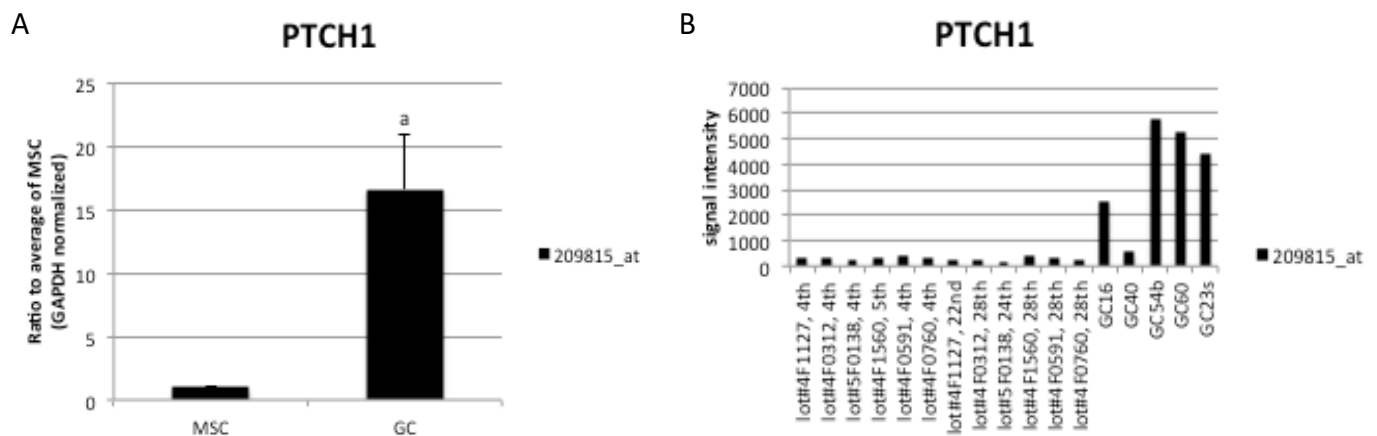 A
PTCH1
Ratio to average of MSC
(GAPDH normalized)
25
20
15
10
5
0
a
MSC
GC
209815_at
B
PTCH1
signal intensity
7000
6000
5000
4000
3000
2000
1000
0
lot#4F1127, 4th
lot#4F0312, 4th
lot#5F0138, 4th
lot#4F1560, 5th
lot#4F0591, 4th
lot#4F0760, 4th
lot#4F1127, 22nd
lot#4F0312, 28th
lot#5F0138, 24th
lot#4F1560, 28th
lot#4F0591, 28th
lot#4F0760, 28th
GC16
GC40
GC54b
GC60
GC23s
209815_at